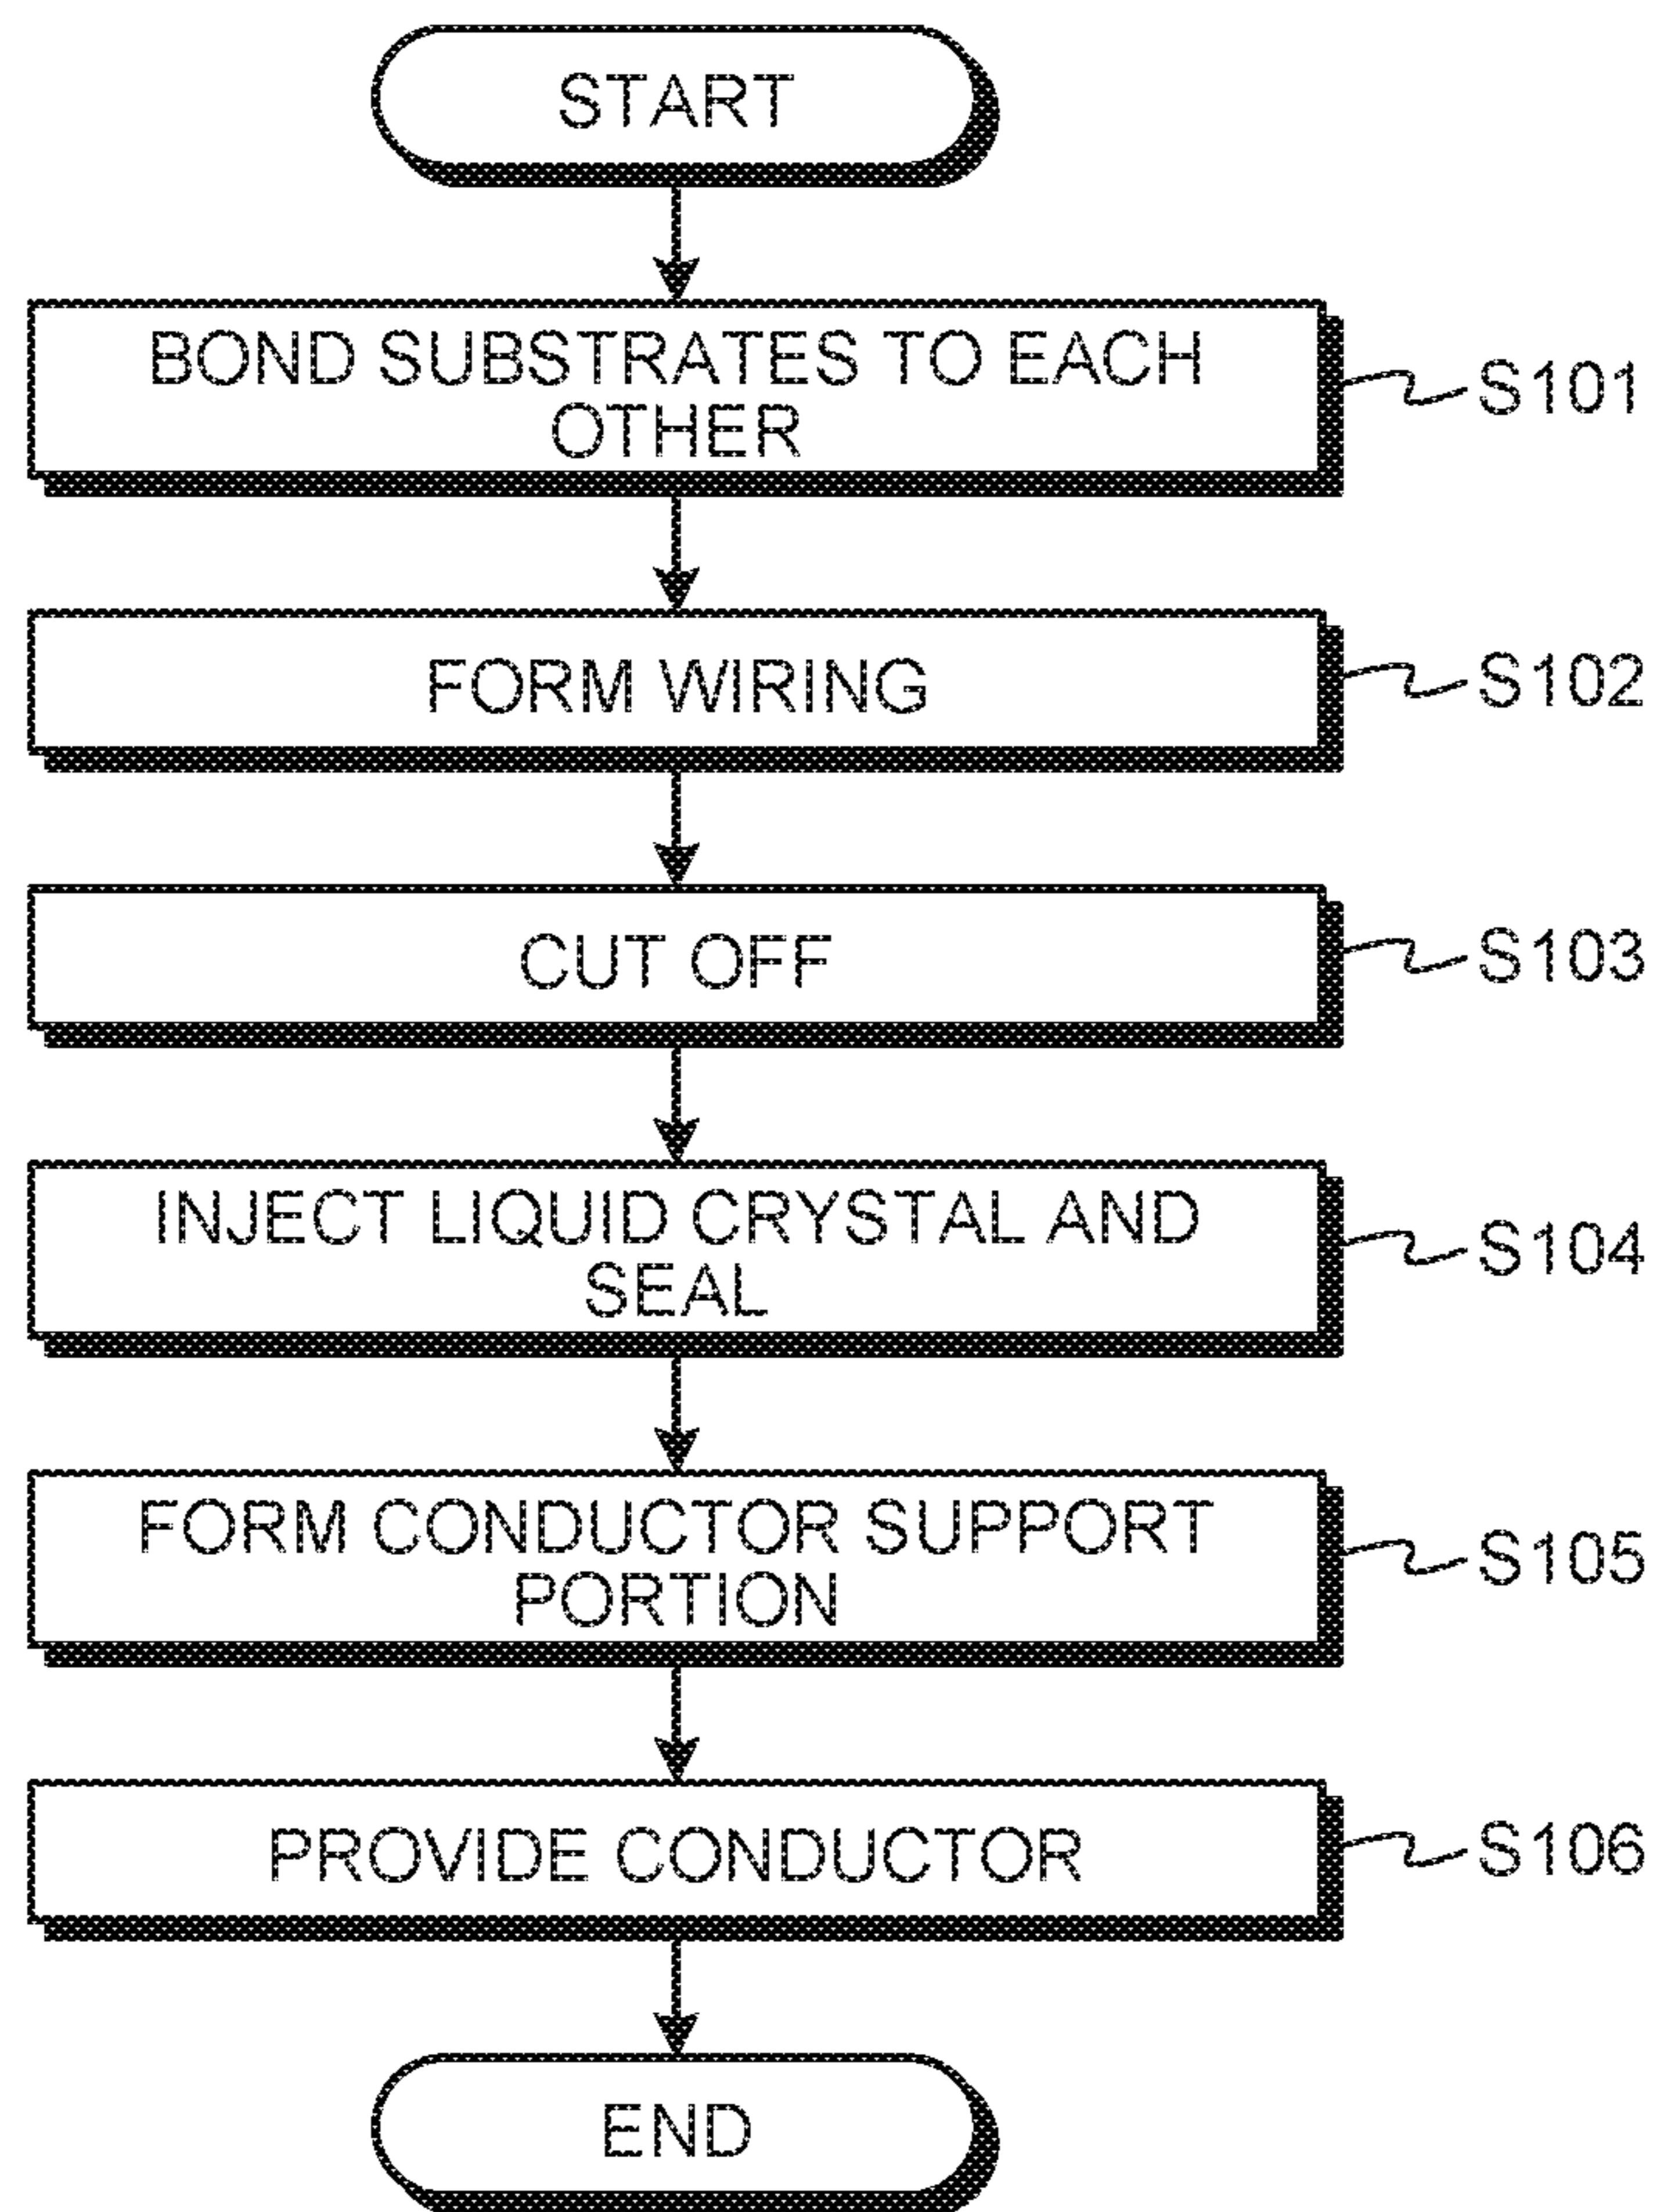 START
BOND SUBSTRATES TO EACH
OTHER
S101
FORM WIRING
S102
CUT OFF
S103
INJECT LIQUID CRYSTAL AND
SEAL
S104
FORM CONDUCTOR SUPPORT
PORTION
S105
PROVIDE CONDUCTOR
S106
END